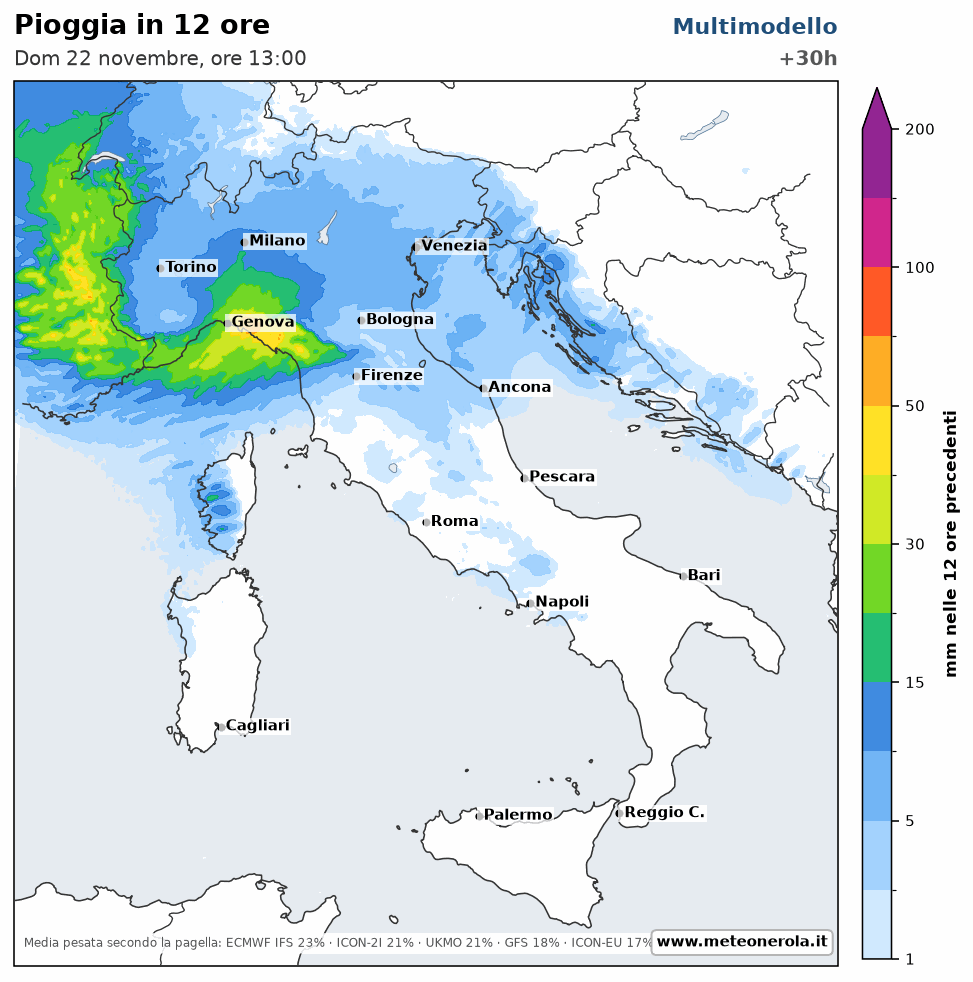 Pioggia in 12 ore
Multimodello
Dom 22 novembre, ore 13:00
+30h
200
100
50
30
15
5
1
mm nelle 12 ore precedenti
Milano
Venezia
Torino
Genova
Bologna
Firenze
Ancona
Pescara
Roma
Bari
Napoli
Cagliari
Palermo
Reggio C.
Media pesata secondo la pagella: ECMWF IFS 23% · ICON-2I 21% · UKMO 21% · GFS 18% · ICON-EU 17%
www.meteonerola.it